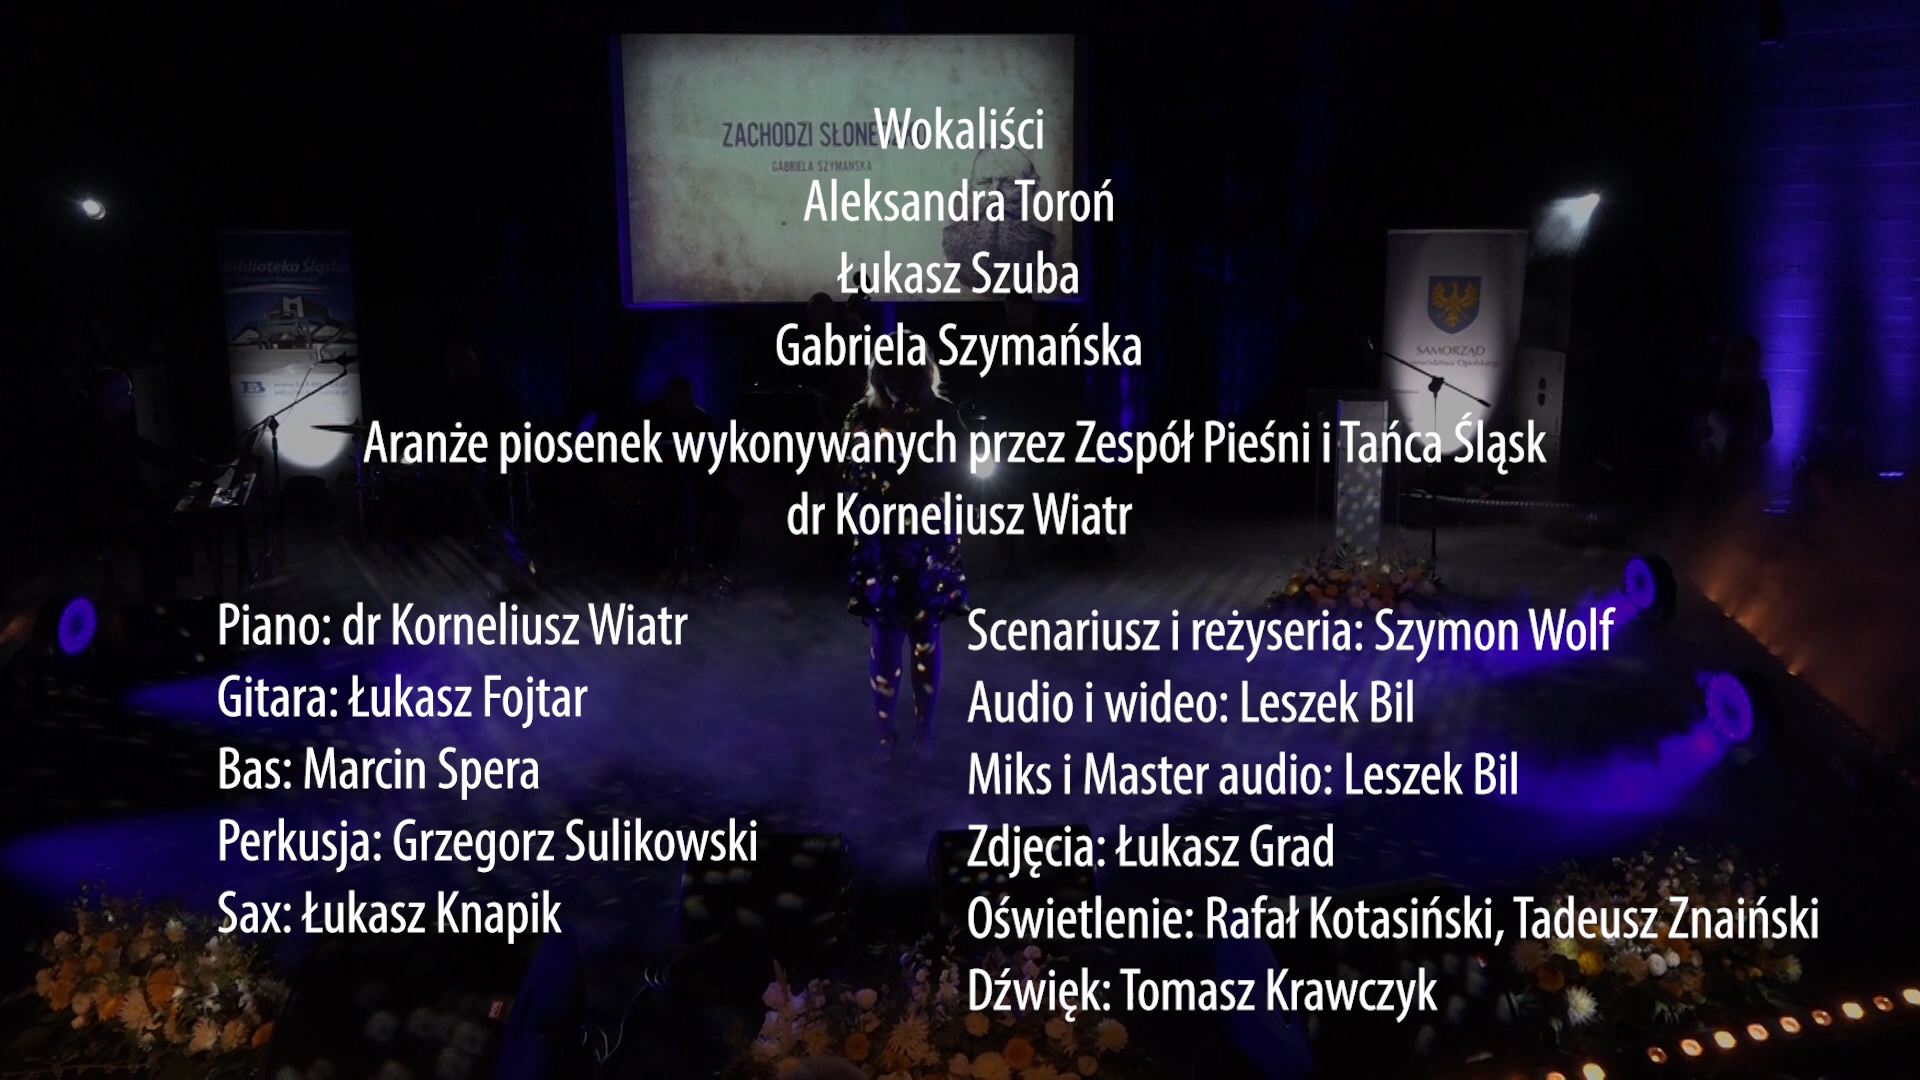 ZACHODZI
GABRIELA SZYMAŃSKA
Wokaliści
Aleksandra Toroń
Łukasz Szuba
Gabriela Szymańska
Biblioteka Śląska
SAMORZĄD
Województwa Opolskiego
Aranże piosenek wykonywanych przez Zespół Pieśni i Tańca Śląsk
dr Korneliusz Wiatr
Piano: dr Korneliusz Wiatr
Gitara: Łukasz Fojtar
Bas: Marcin Spera
Perkusja: Grzegorz Sulikowski
Sax: Łukasz Knapik
Scenariusz i reżyseria: Szymon Wolf
Audio i wideo: Leszek Bil
Miks i Master audio: Leszek Bil
Zdjęcia: Łukasz Grad
Oświetlenie: Rafał Kotasiński, Tadeusz Znaiński
Dźwięk: Tomasz Krawczyk